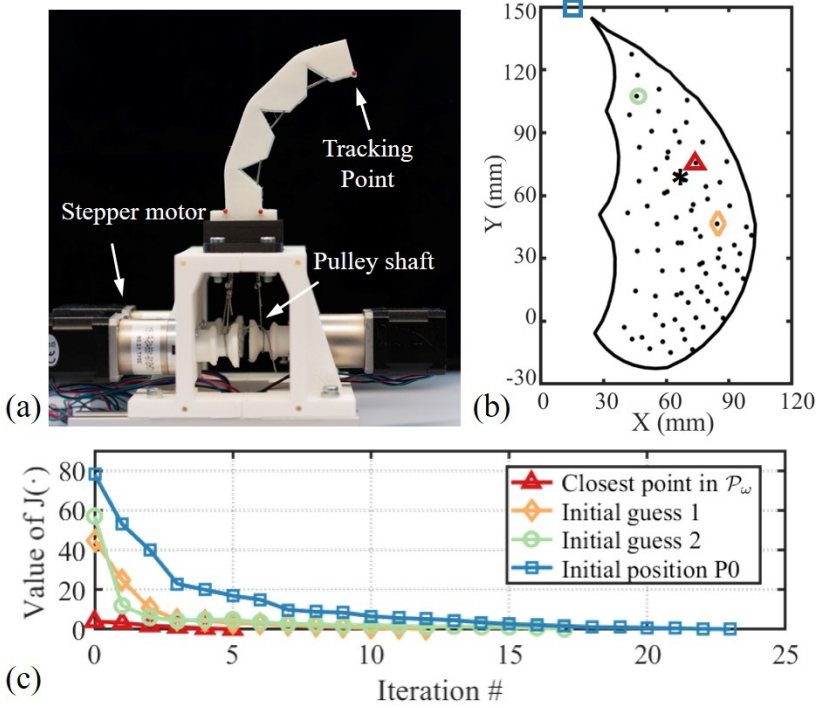 Tracking
Point
Stepper motor
Pulley shaft
(a)
150
120
90
60
30
0
-30
Y (mm)
0 30 60 90 120
X (mm)
(b)
80
60
40
20
0
Value of J(·)
0 5 10 15 20 25
Iteration #
Closest point in 𝒫ω
Initial guess 1
Initial guess 2
Initial position P0
(c)